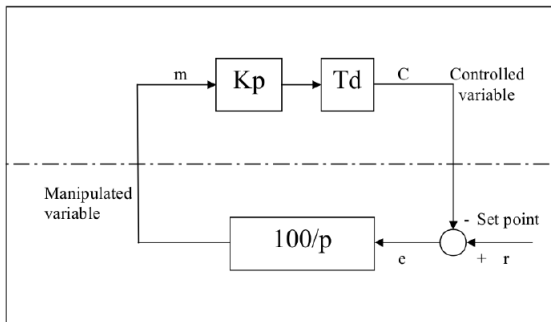 m
Kp
Td
C
Controlled
variable
Manipulated
variable
100/p
- Set point
e
+ r